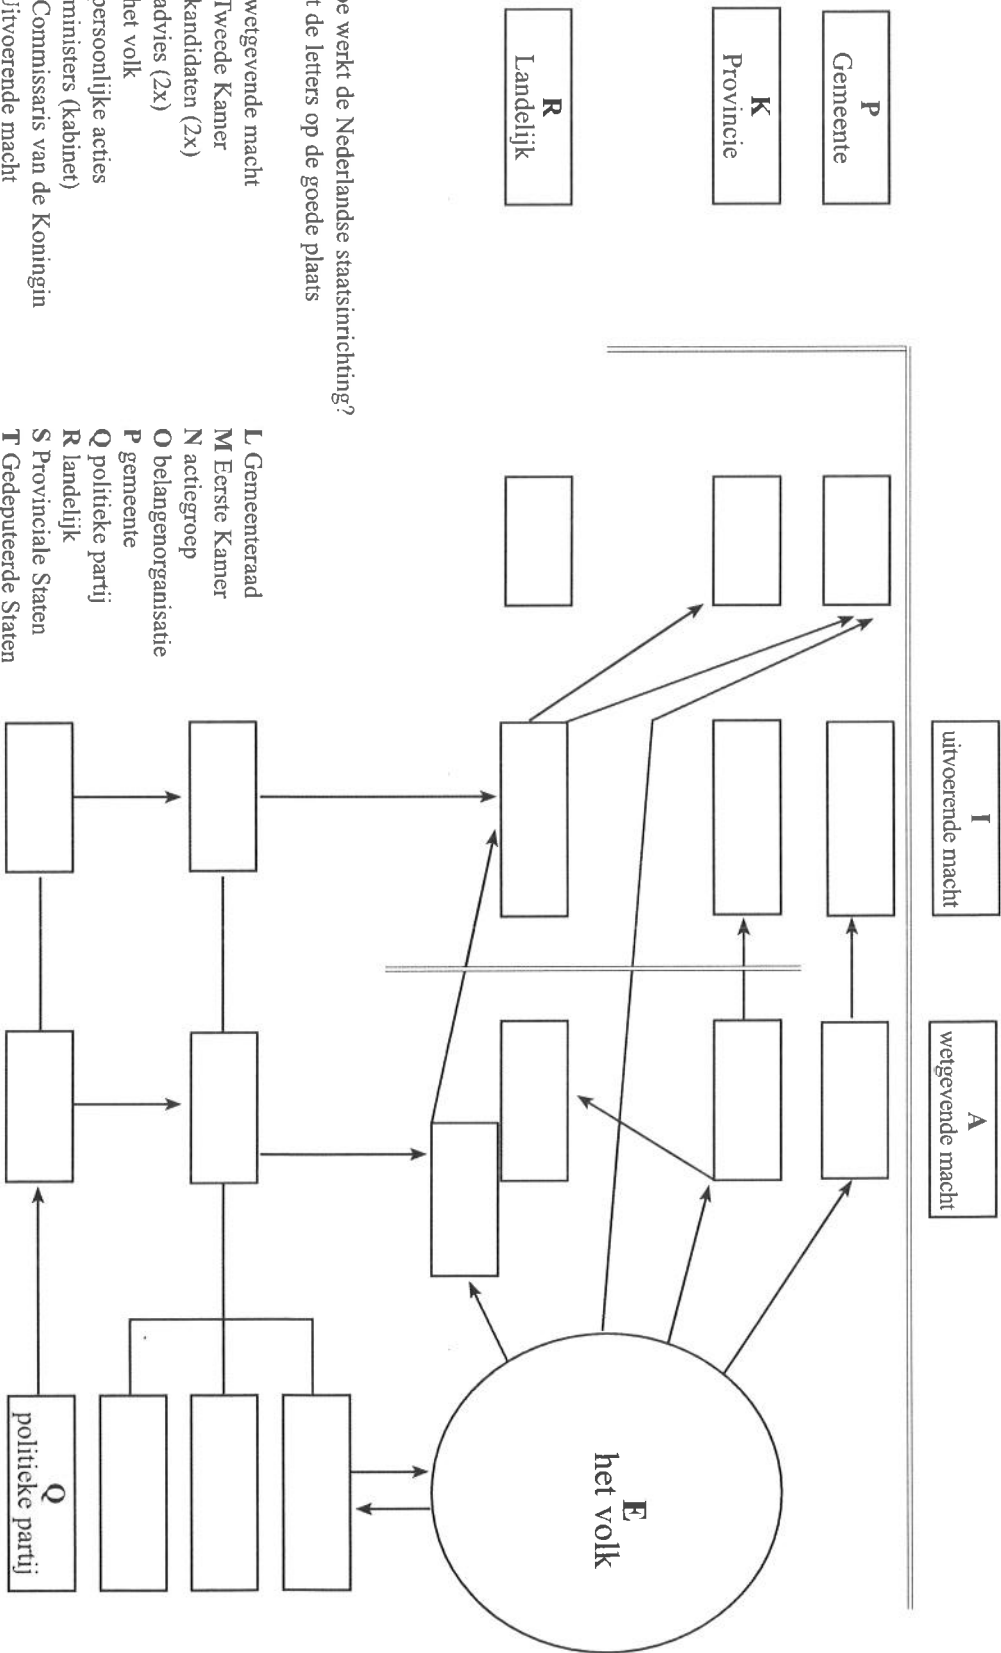 I
uitvoerende macht
A
wetgevende macht
P
Gemeente
K
Provincie
R
Landelijk
E
het volk
werkt de Nederlandse staatsinrichting?
de letters op de goede plaats
wetgevende macht
Tweede Kamer
kandidaten (2x)
advies (2x)
het volk
persoonlijke acties
ministers (kabinet)
Commissaris van de Koningin
Uitvoerende macht
L Gemeenteraad
M Eerste Kamer
N actiegroep
O belangenorganisatie
P gemeente
Q politieke partij
R landelijk
S Provinciale Staten
T Gedeputeerde Staten
Q
politieke partij